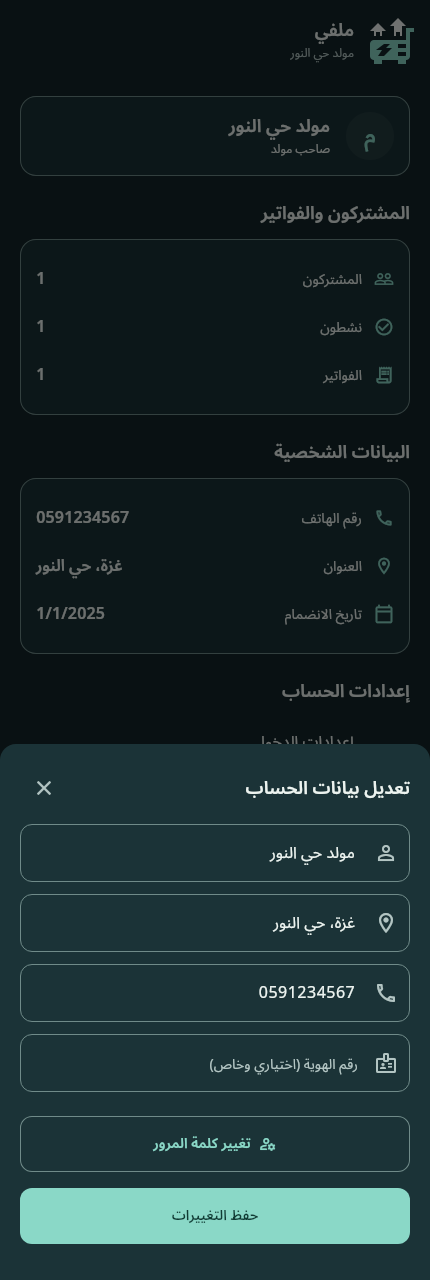 ملفي
مولد حي النور
م
مولد حي النور
صاحب مولد
المشتركون والفواتير
المشتركون 1
نشطون 1
الفواتير 1
البيانات الشخصية
رقم الهاتف 0591234567
العنوان غزة، حي النور
تاريخ الانضمام 1/1/2025
إعدادات الحساب
إعدادات الدخول
تعديل بيانات الحساب
مولد حي النور
غزة، حي النور
0591234567
رقم الهوية (اختياري وخاص)
تغيير كلمة المرور
حفظ التغييرات